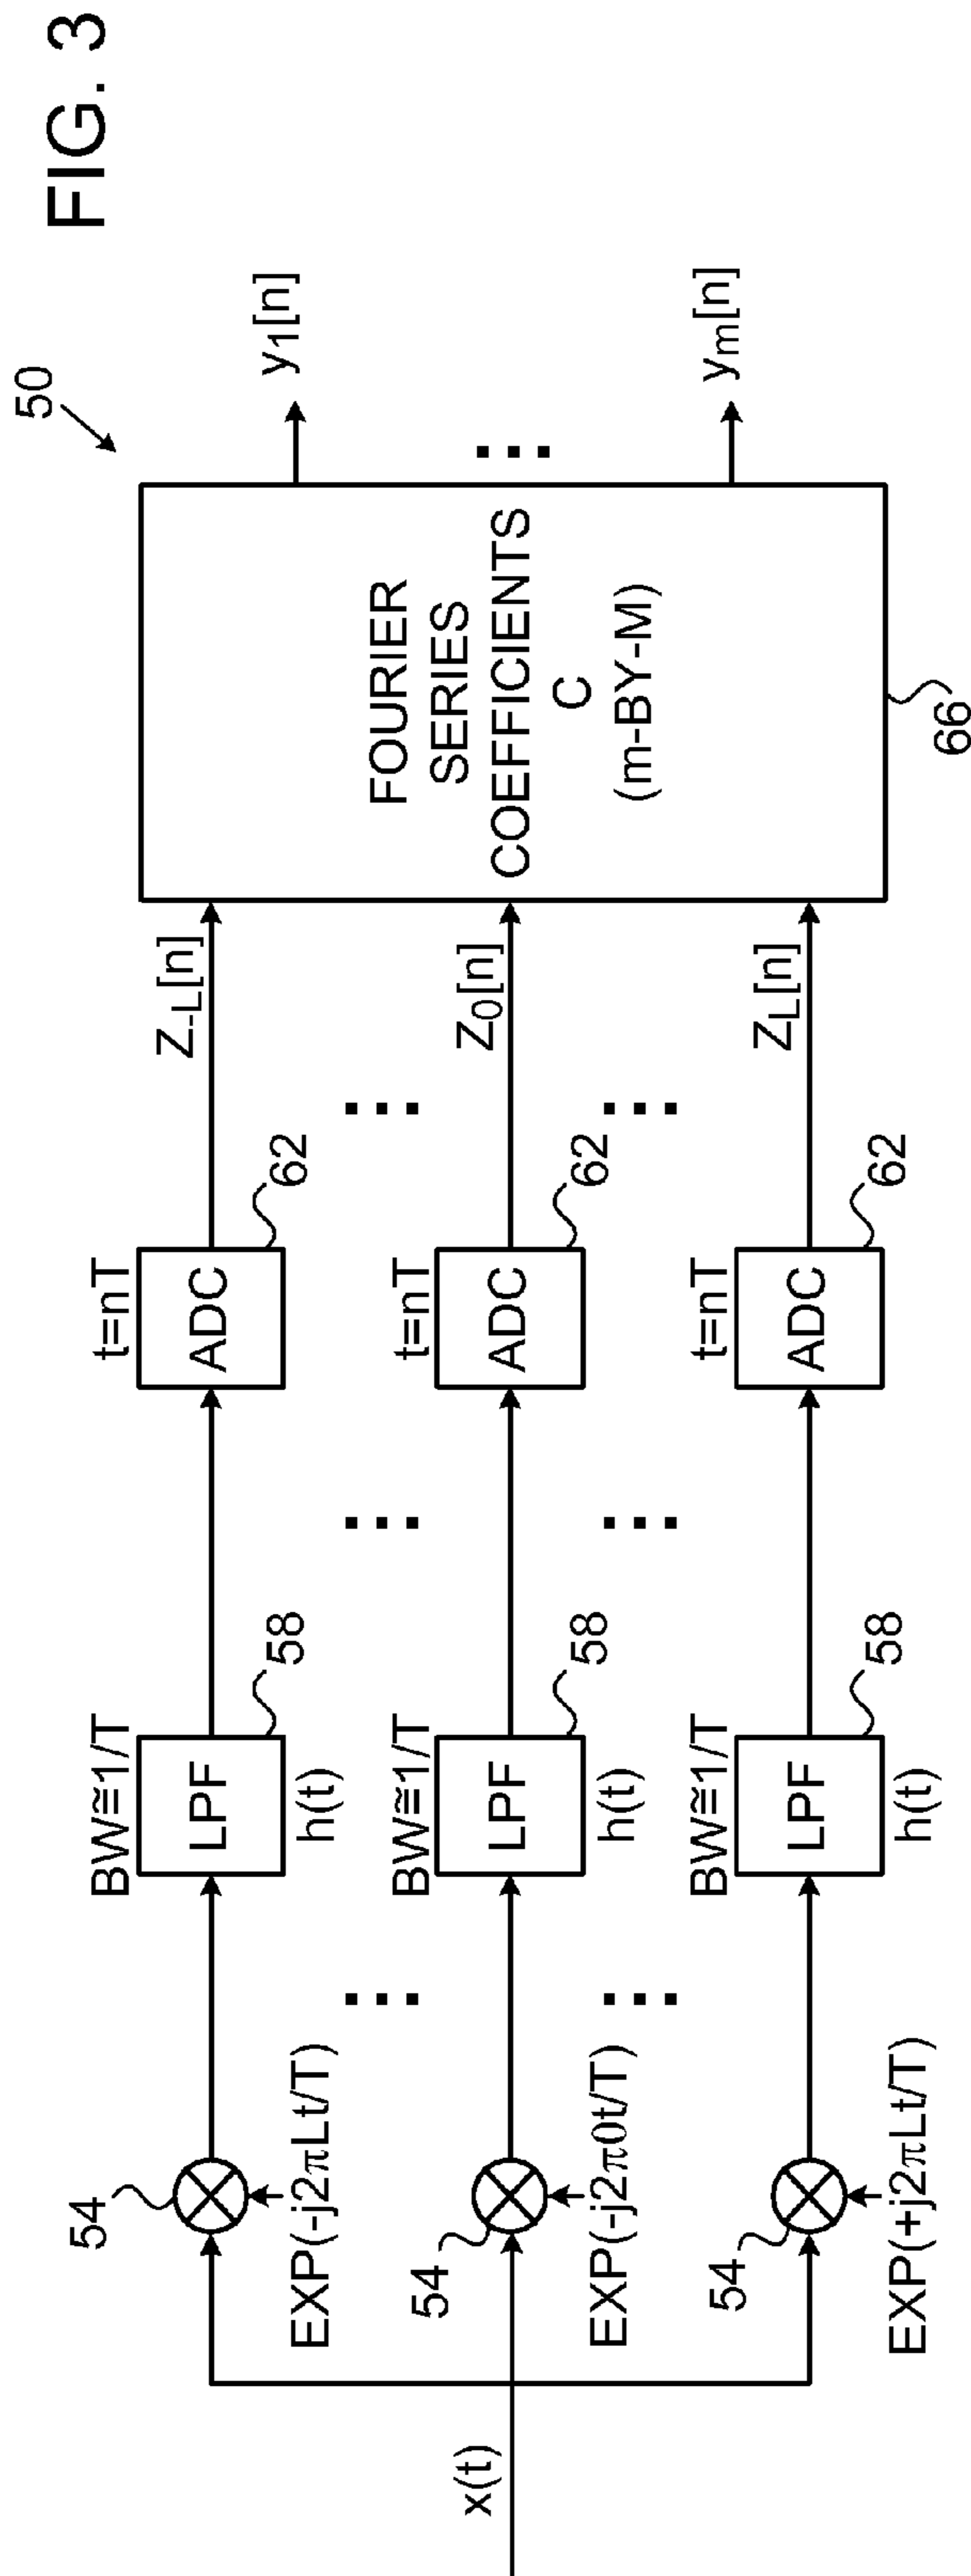 FIG. 3
50
x(t)
54
EXP(-j2πLt/T)
54
EXP(-j2π0t/T)
54
EXP(+j2πLt/T)
BW≅1/T
LPF
h(t)
58
BW≅1/T
LPF
h(t)
58
BW≅1/T
LPF
h(t)
58
t=nT
ADC
62
t=nT
ADC
62
t=nT
ADC
62
Z-L[n]
Z0[n]
ZL[n]
FOURIER
SERIES
COEFFICIENTS
C
(m-BY-M)
66
y1[n]
ym[n]